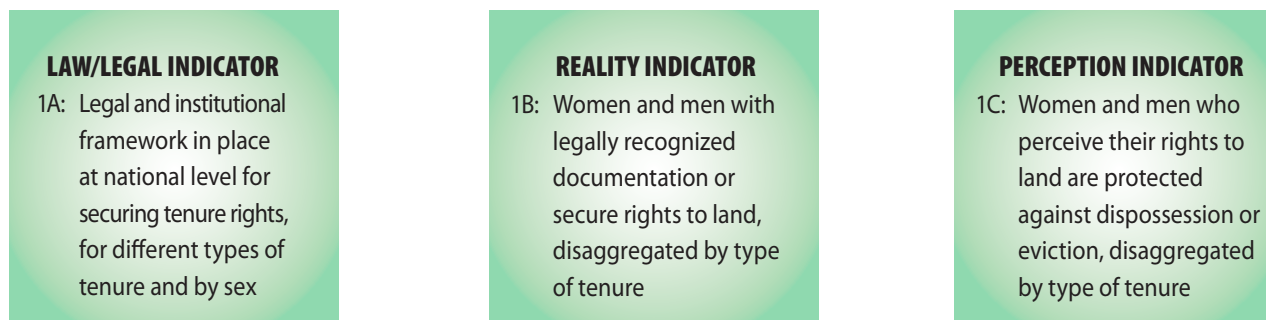 LAW/LEGAL INDICATOR
1A: Legal and institutional
framework in place
at national level for
securing tenure rights,
for different types of
tenure and by sex
REALITY INDICATOR
1B: Women and men with
legally recognized
documentation or
secure rights to land,
disaggregated by type
of tenure
PERCEPTION INDICATOR
1C: Women and men who
perceive their rights to
land are protected
against dispossession or
eviction, disaggregated
by type of tenure